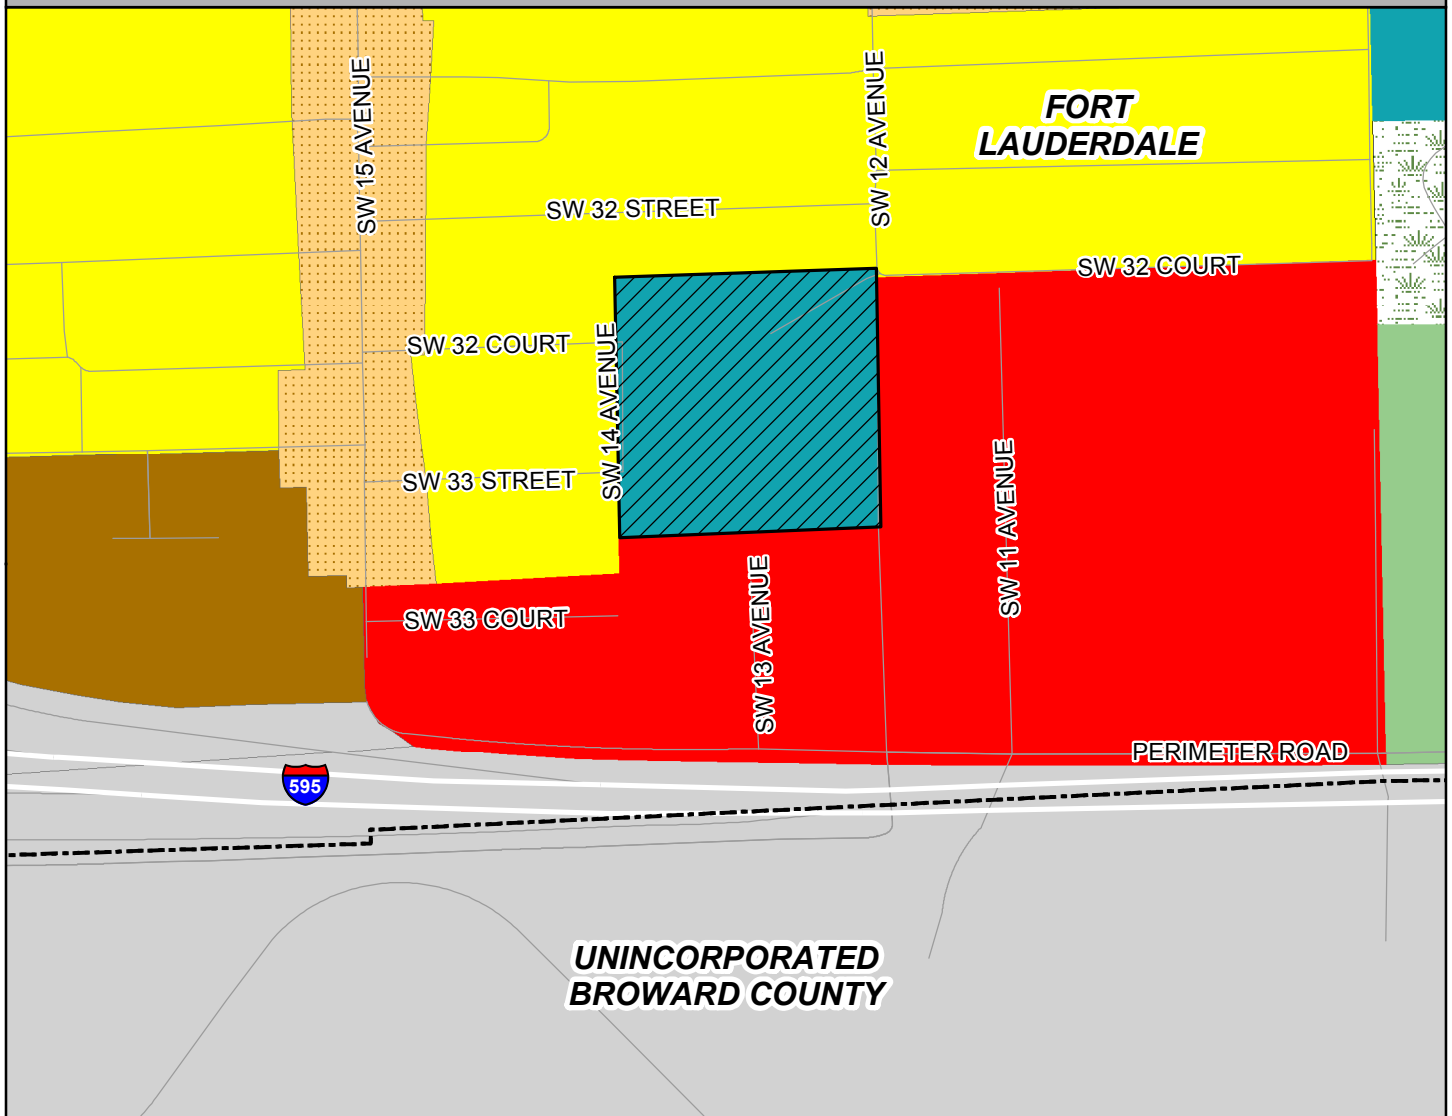 SW 15 AVENUE
SW 12 AVENUE
FORT
LAUDERDALE
SW 32 STREET
SW 32 COURT
SW 32 COURT
SW 14 AVENUE
SW 33 STREET
SW 11 AVENUE
SW 13 AVENUE
SW 33 COURT
PERIMETER ROAD
595
UNINCORPORATED
BROWARD COUNTY